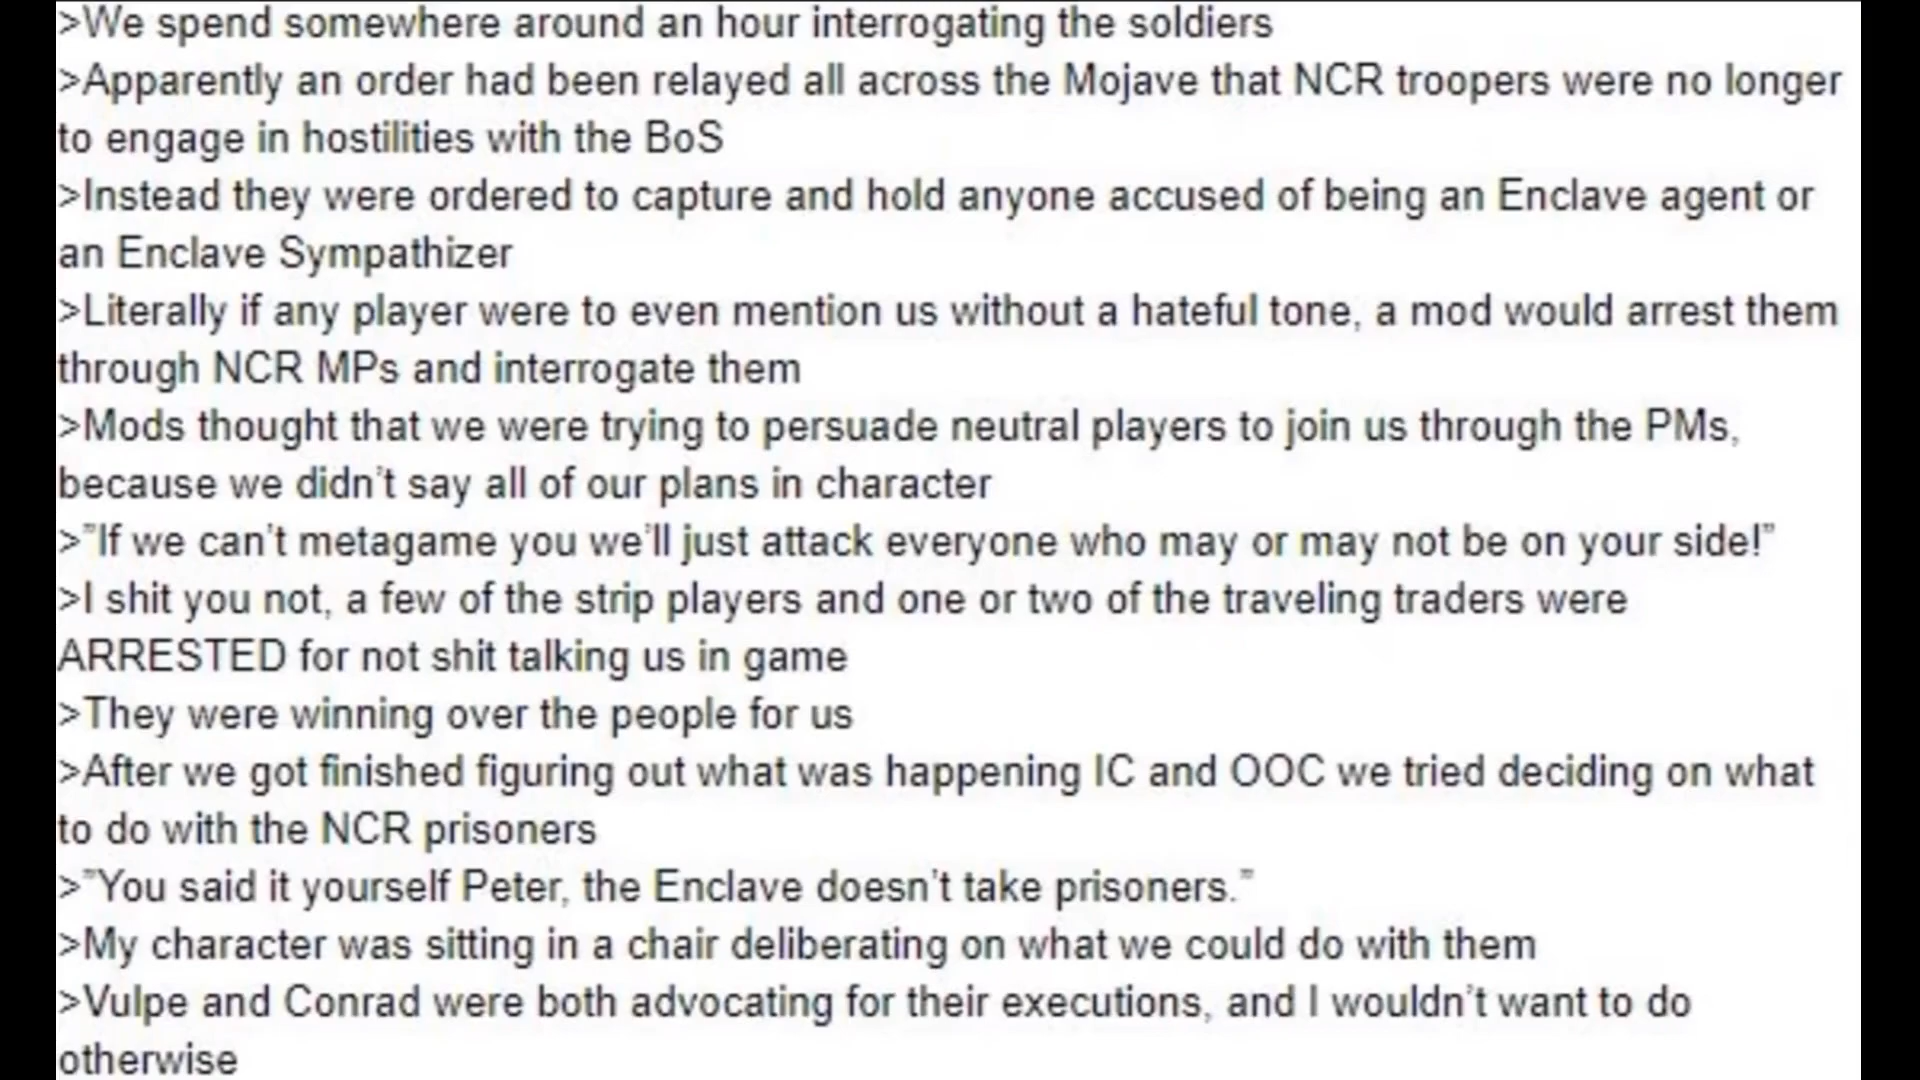 >We spend somewhere around an hour interrogating the soldiers
>Apparently an order had been relayed all across the Mojave that NCR troopers were no longer
to engage in hostilities with the BoS
>Instead they were ordered to capture and hold anyone accused of being an Enclave agent or
an Enclave Sympathizer
>Literally if any player were to even mention us without a hateful tone, a mod would arrest them
through NCR MPs and interrogate them
>Mods thought that we were trying to persuade neutral players to join us through the PMs,
because we didn’t say all of our plans in character
>”If we can’t metagame you we’ll just attack everyone who may or may not be on your side!”
>I shit you not, a few of the strip players and one or two of the traveling traders were
ARRESTED for not shit talking us in game
>They were winning over the people for us
>After we got finished figuring out what was happening IC and OOC we tried deciding on what
to do with the NCR prisoners
>”You said it yourself Peter, the Enclave doesn’t take prisoners.”
>My character was sitting in a chair deliberating on what we could do with them
>Vulpe and Conrad were both advocating for their executions, and I wouldn’t want to do
otherwise